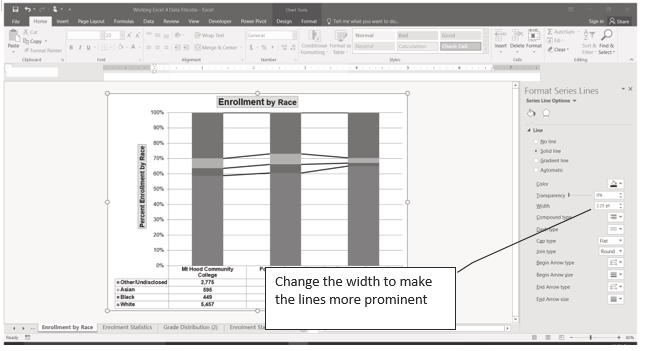 Working Excel 4 Data File.xlsx - Excel
Chart Tools
File Home Insert Page Layout Formulas Data Review View Developer Power Pivot Design Format Tell me what you want to do...
Sign in Share
Paste
Cut
Copy
Format Painter
Clipboard
B I U
Font
Wrap Text
Merge & Center
Alignment
General
Number
Conditional Formatting
Format as Table
Normal Bad Good
Neutral Calculation Check Cell
Styles
Insert Delete Format
Cells
AutoSum
Fill
Clear
Sort & Filter
Find & Select
Editing
Enrollment by Race
Percent Enrollment by Race
100%
90%
80%
70%
60%
50%
40%
30%
20%
10%
0%
Mt Hood Community College
Other/Undisclosed 2,775
Asian 595
Black 449
White 5,457
Change the width to make
the lines more prominent
Format Series Lines
Series Line Options
Line
No line
Solid line
Gradient line
Automatic
Color
Transparency 0%
Width 2.25 pt
Compound type
Dash type
Cap type Flat
Join type Round
Begin Arrow type
Begin Arrow size
End Arrow type
End Arrow size
Enrollment by Race Enrolment Statistics Grade Distribution (2)
Ready